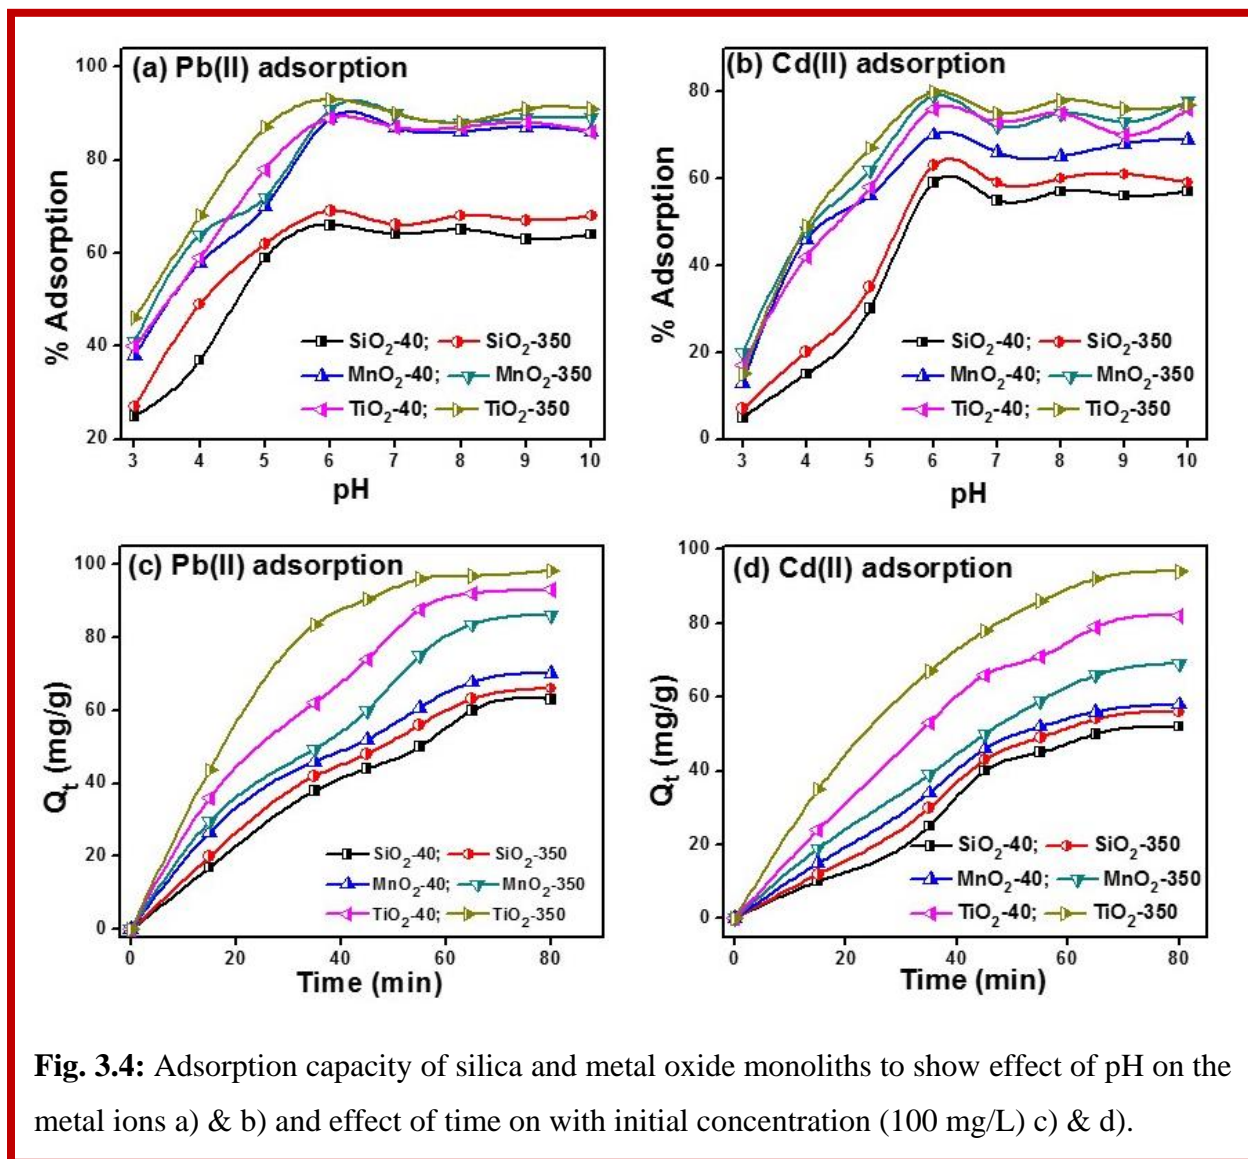 (a) Pb(II) adsorption
100
80
60
40
20
% Adsorption
SiO2-40; SiO2-350
MnO2-40; MnO2-350
TiO2-40; TiO2-350
3 4 5 6 7 8 9 10
pH
(b) Cd(II) adsorption
80
60
40
20
0
% Adsorption
SiO2-40; SiO2-350
MnO2-40; MnO2-350
TiO2-40; TiO2-350
3 4 5 6 7 8 9 10
pH
(c) Pb(II) adsorption
100
80
60
40
20
0
Qt (mg/g)
SiO2-40; SiO2-350
MnO2-40; MnO2-350
TiO2-40; TiO2-350
0 20 40 60 80
Time (min)
(d) Cd(II) adsorption
100
80
60
40
20
0
Qt (mg/g)
SiO2-40; SiO2-350
MnO2-40; MnO2-350
TiO2-40; TiO2-350
0 20 40 60 80
Time (min)
Fig. 3.4: Adsorption capacity of silica and metal oxide monoliths to show effect of pH on the
metal ions a) & b) and effect of time on with initial concentration (100 mg/L) c) & d).